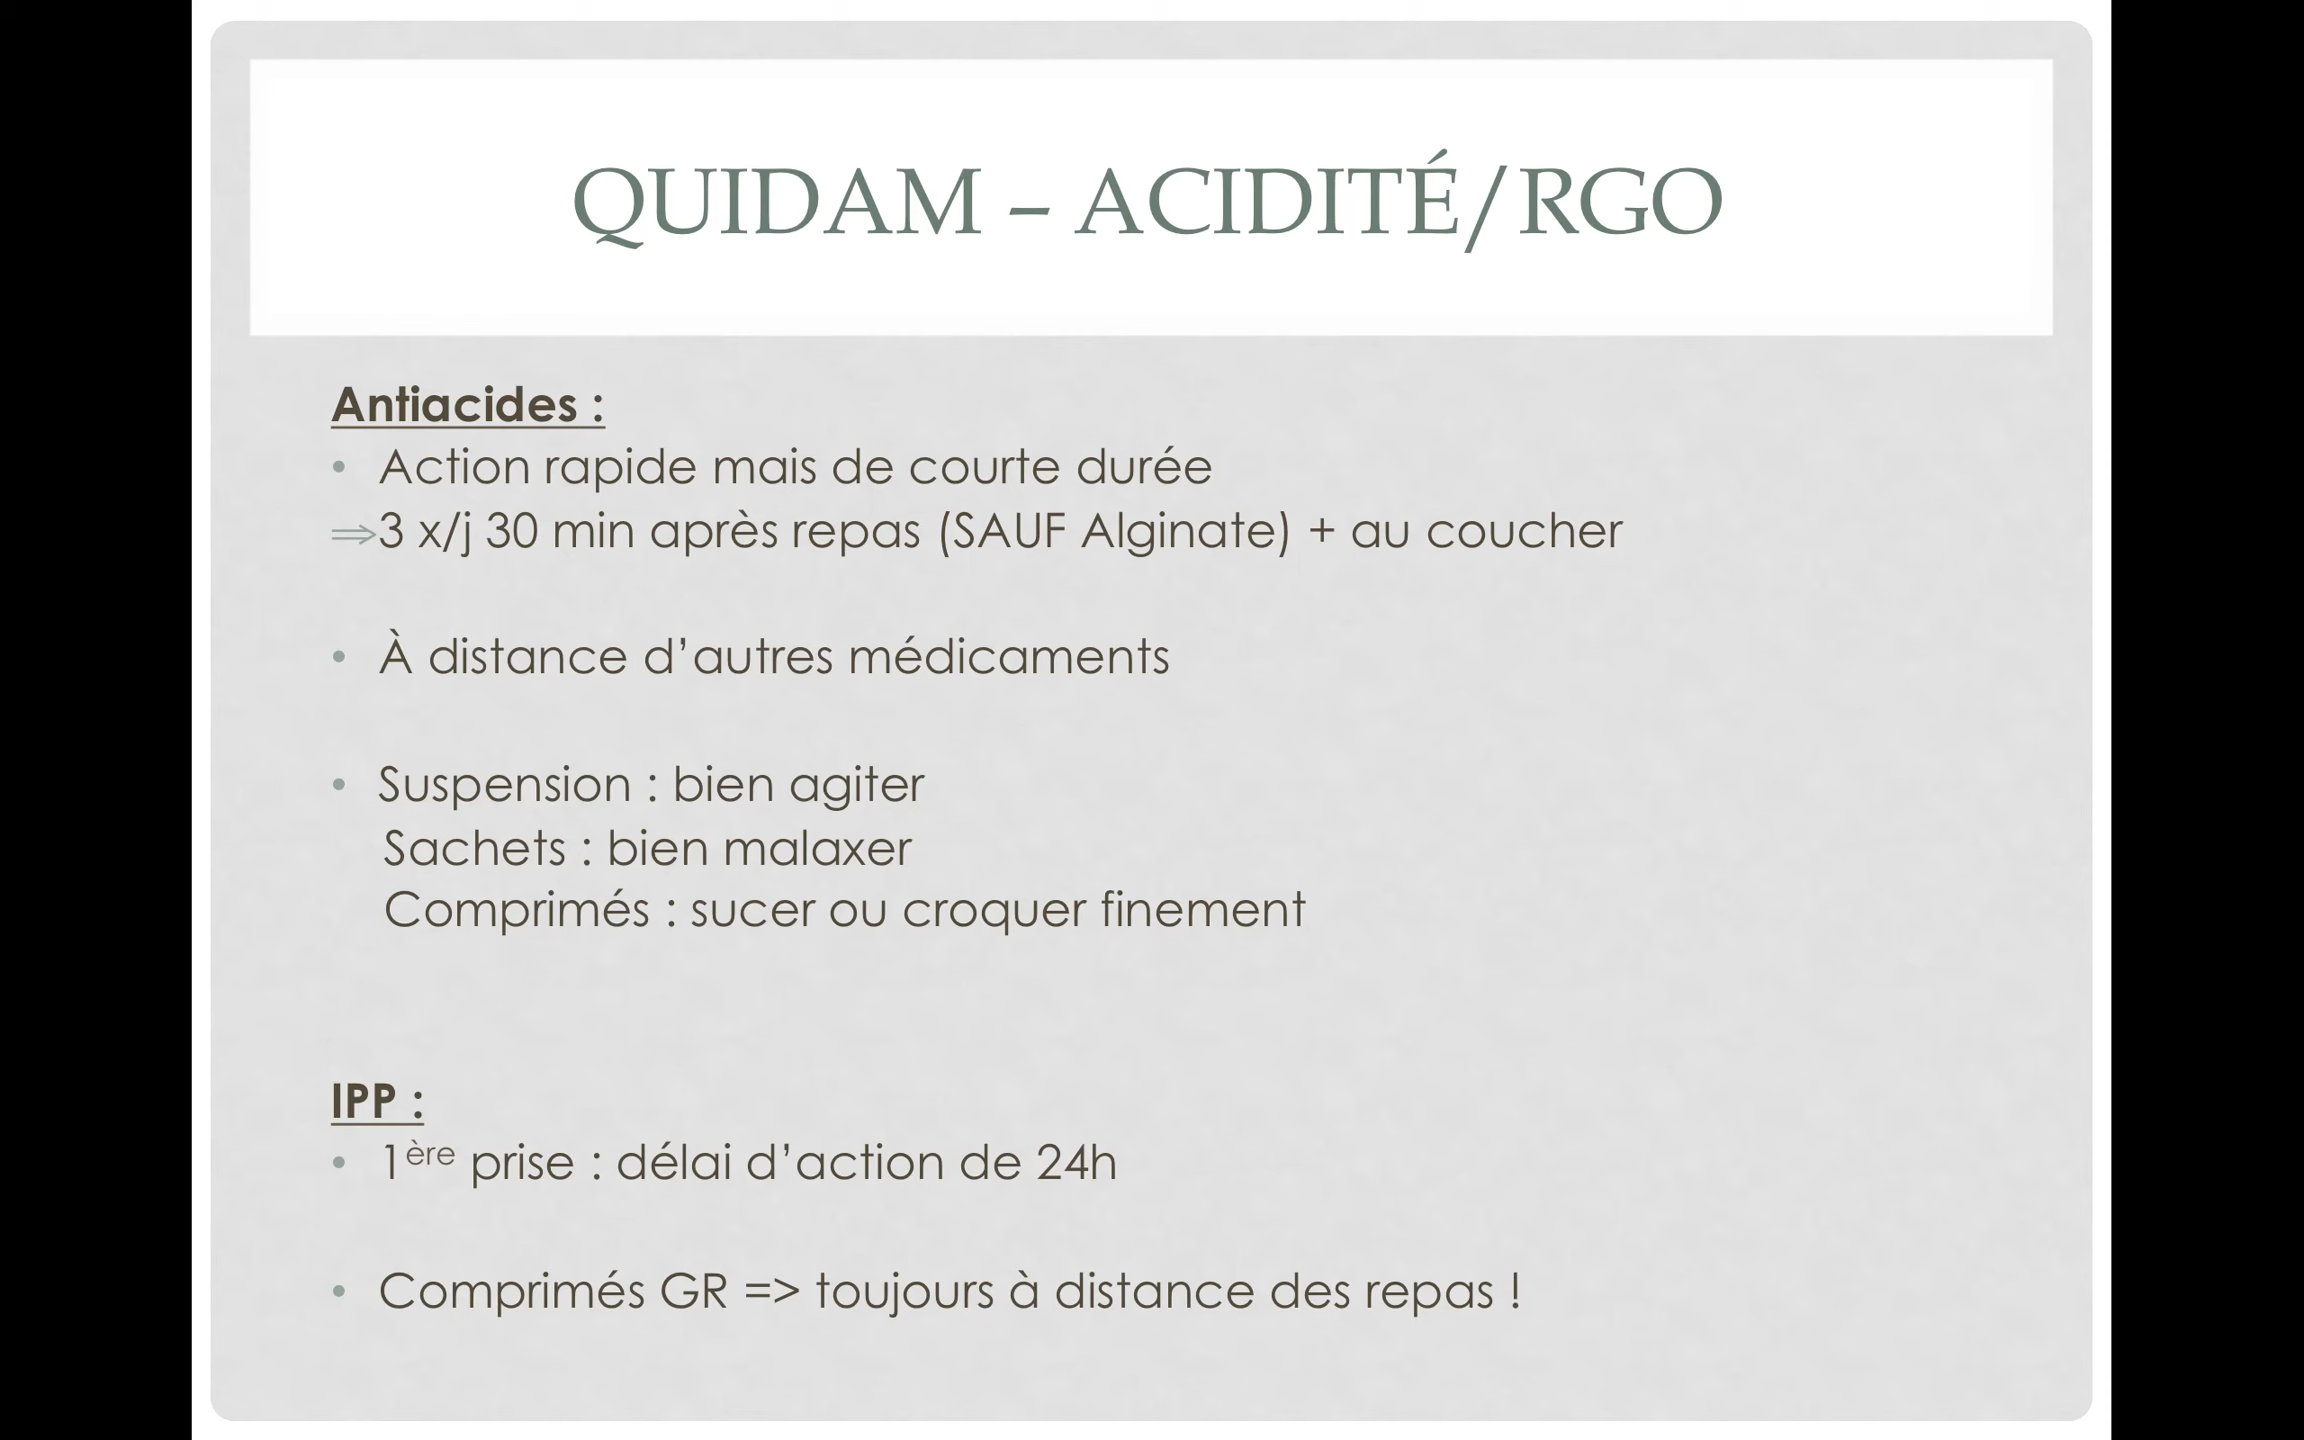 QUIDAM – ACIDITÉ/RGO
Antiacides :
• Action rapide mais de courte durée
⇒3 x/j 30 min après repas (SAUF Alginate) + au coucher
• À distance d’autres médicaments
• Suspension : bien agiter
Sachets : bien malaxer
Comprimés : sucer ou croquer finement
IPP :
• 1ère prise : délai d’action de 24h
• Comprimés GR => toujours à distance des repas !